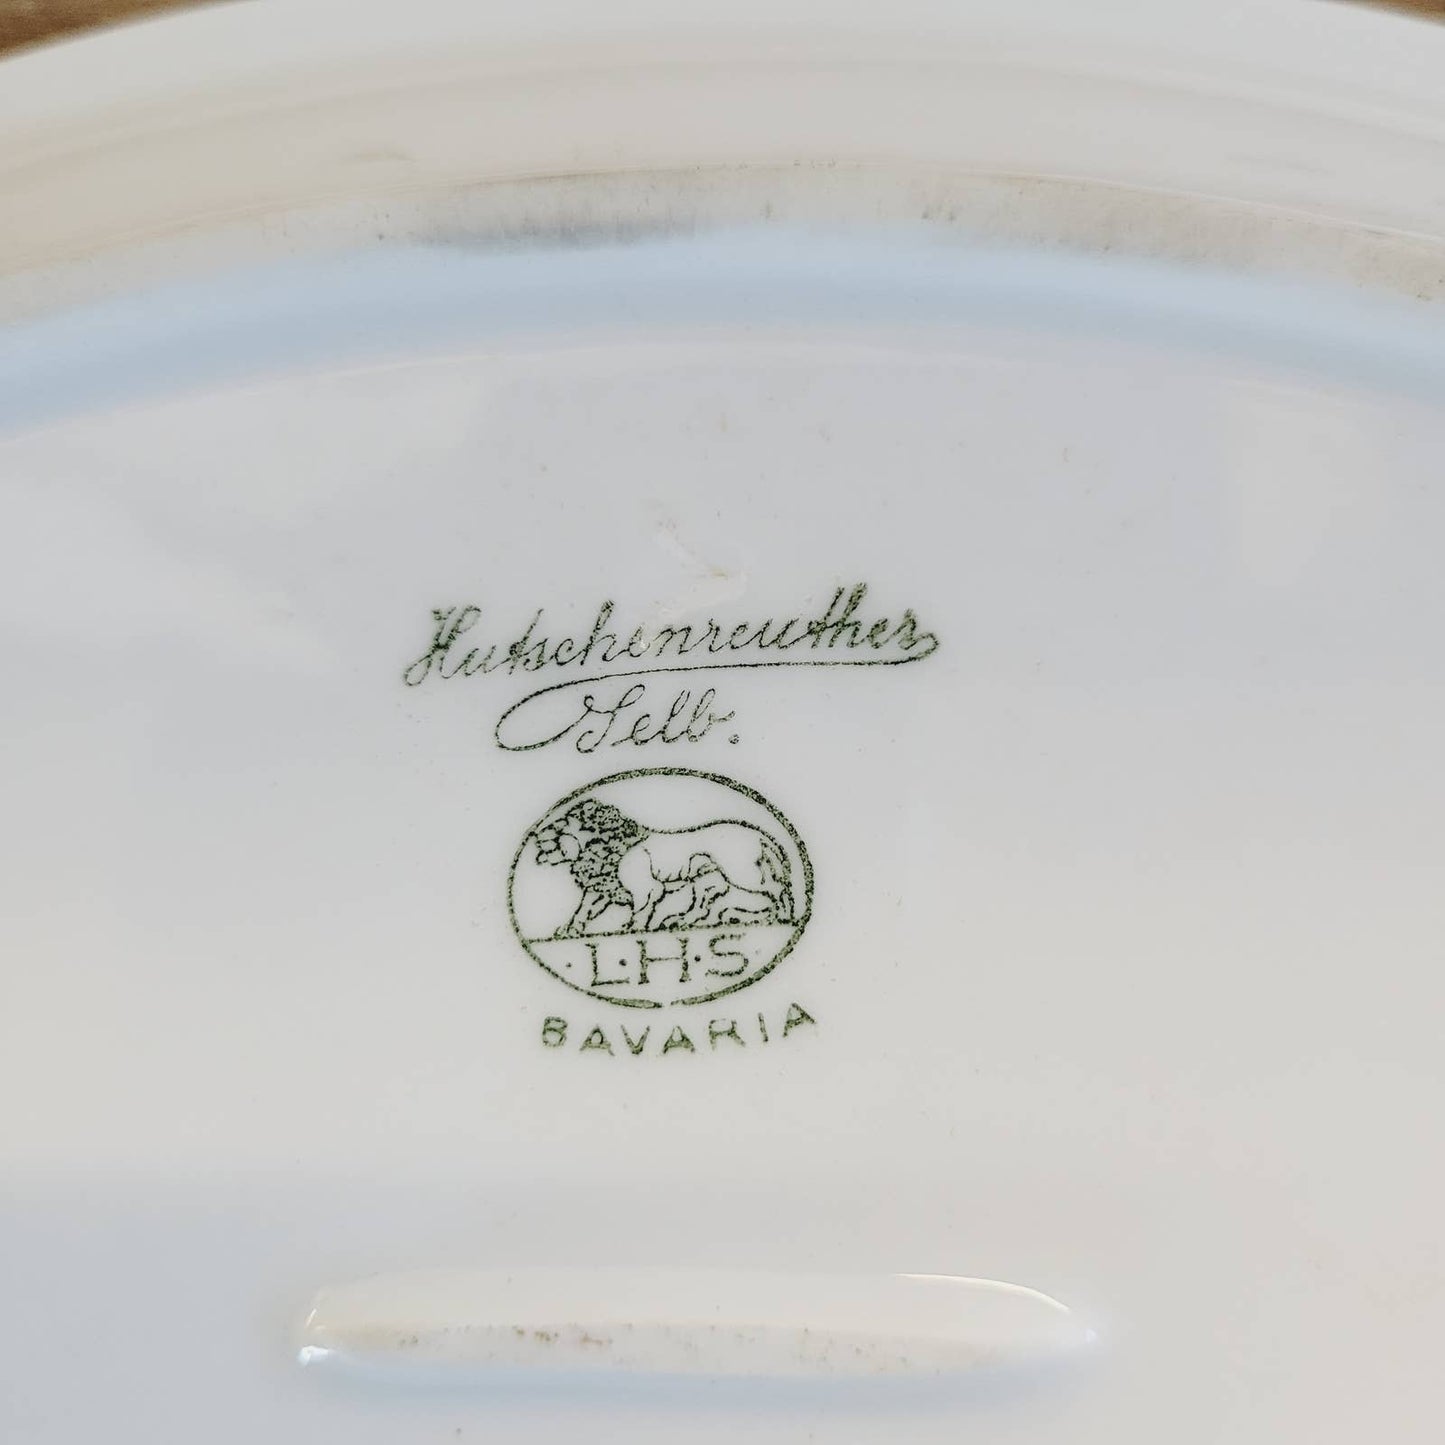 Hutschenreuther
Selb.
·L·H·S·
BAVARIA